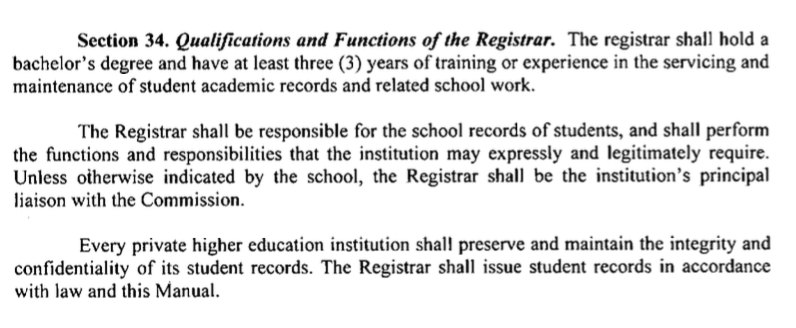 Section 34. Qualifications and Functions of the Registrar. The registrar shall hold a
bachelor's degree and have at least three (3) years of training or experience in the servicing and
maintenance of student academic records and related school work.
The Registrar shall be responsible for the school records of students, and shall perform
the functions and responsibilities that the institution may expressly and legitimately require.
Unless otherwise indicated by the school, the Registrar shall be the institution's principal
liaison with the Commission.
Every private higher education institution shall preserve and maintain the integrity and
confidentiality of its student records. The Registrar shall issue student records in accordance
with law and this Manual.